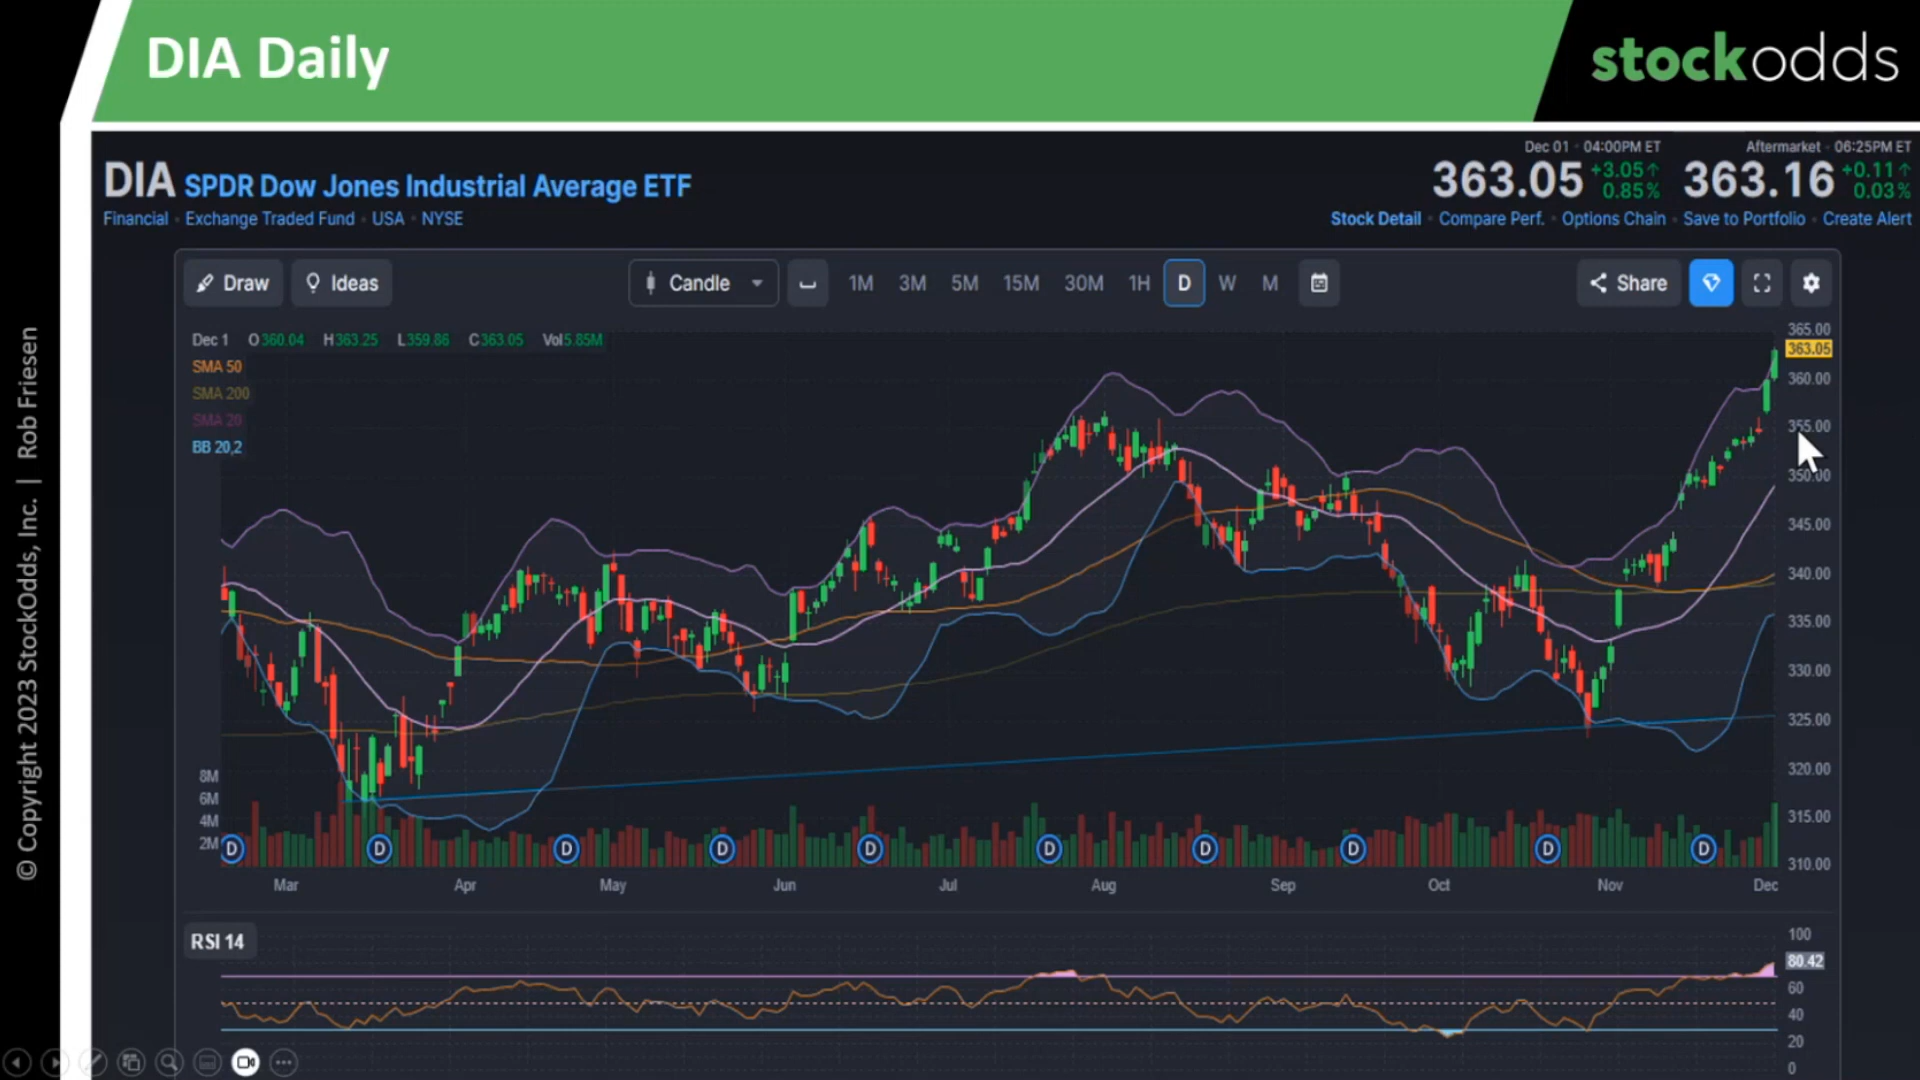 DIA Daily
stockodds
© Copyright 2023 StockOdds, Inc. | Rob Friesen
DIA SPDR Dow Jones Industrial Average ETF
Financial • Exchange Traded Fund • USA • NYSE
Dec 01 · 04:00PM ET
363.05 +3.05↑ 0.85%
Aftermarket · 06:25PM ET
363.16 +0.11↑ 0.03%
Stock Detail • Compare Perf. • Options Chain • Save to Portfolio • Create Alert
Draw Ideas Candle 1M 3M 5M 15M 30M 1H D W M Share
Dec 1 O360.04 H363.25 L359.86 C363.05 Vol5.85M
SMA 50
SMA 200
SMA 20
BB 20,2
365.00
363.05
360.00
355.00
350.00
345.00
340.00
335.00
330.00
325.00
320.00
315.00
310.00
8M
6M
4M
2M
D D D D D D D D D D
Mar Apr May Jun Jul Aug Sep Oct Nov Dec
RSI 14
100
80.42
60
40
20
0